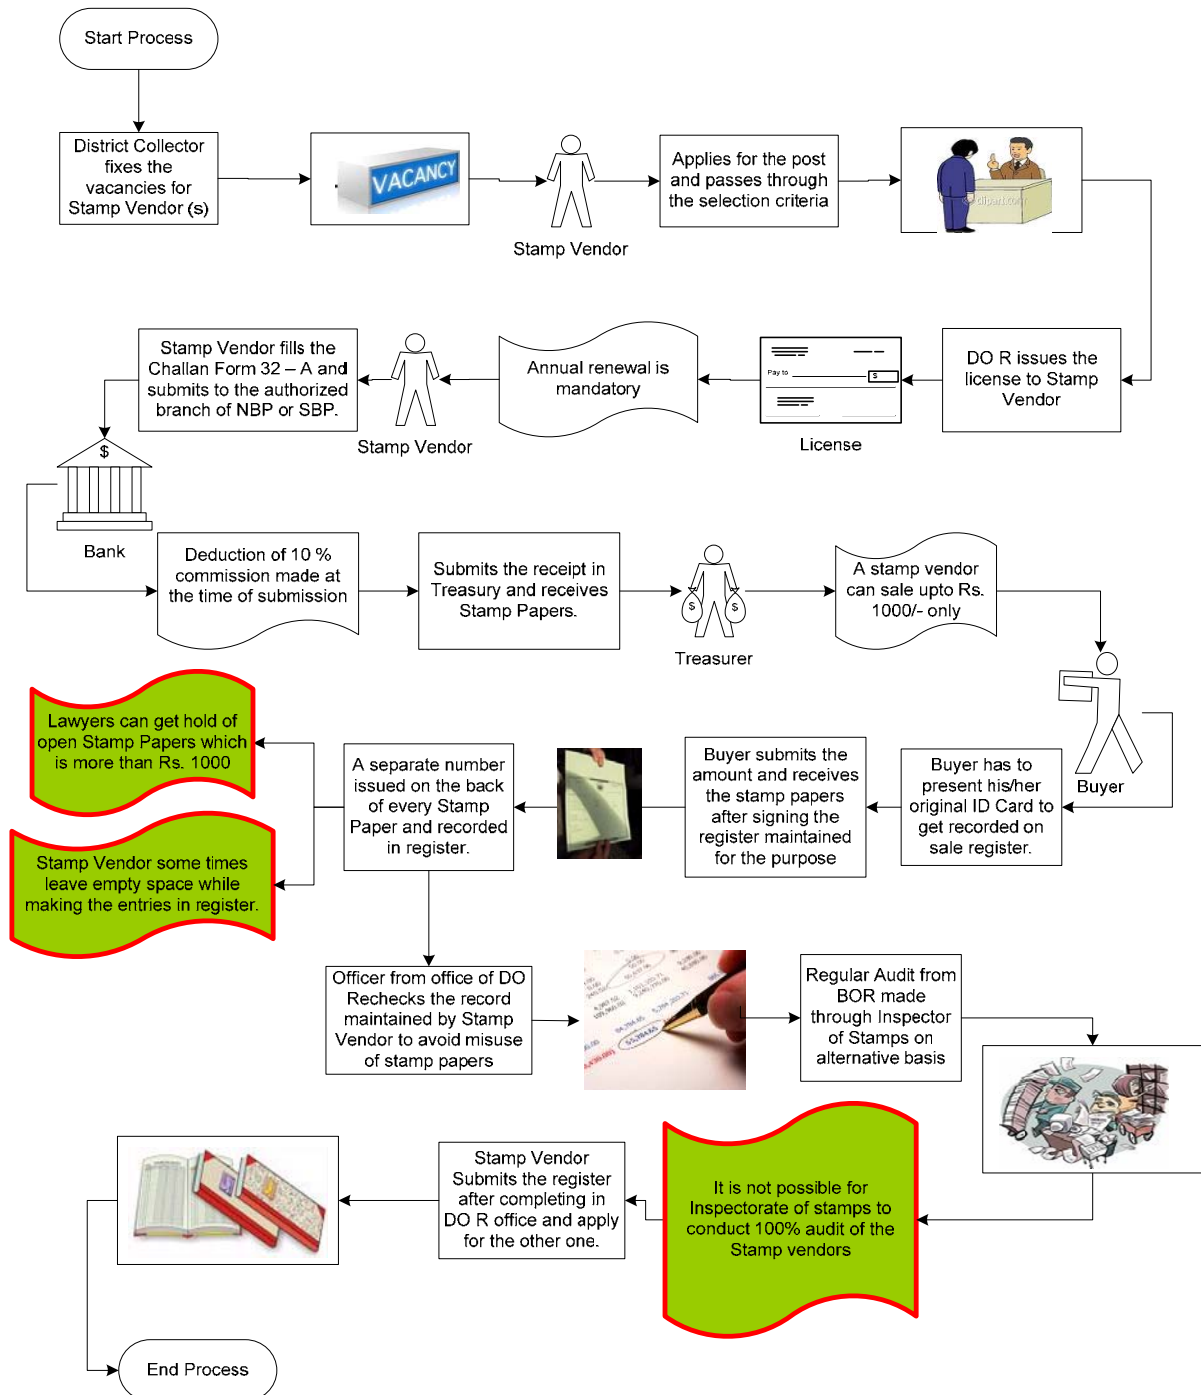 Start Process
District Collector
fixes the
vacancies for
Stamp Vendor (s)
VACANCY
Stamp Vendor
Applies for the post
and passes through
the selection criteria
clipart.com
DO R issues the
license to Stamp
Vendor
Pay to
$
License
Annual renewal is
mandatory
Stamp Vendor
Stamp Vendor fills the
Challan Form 32 – A and
submits to the authorized
branch of NBP or SBP.
$
Bank
Deduction of 10 %
commission made at
the time of submission
Submits the receipt in
Treasury and receives
Stamp Papers.
$
$
Treasurer
A stamp vendor
can sale upto Rs.
1000/- only
Buyer
Buyer has to
present his/her
original ID Card to
get recorded on
sale register.
Buyer submits the
amount and receives
the stamp papers
after signing the
register maintained
for the purpose
A separate number
issued on the back
of every Stamp
Paper and recorded
in register.
Lawyers can get hold of
open Stamp Papers which
is more than Rs. 1000
Stamp Vendor some times
leave empty space while
making the entries in register.
Officer from office of DO
Rechecks the record
maintained by Stamp
Vendor to avoid misuse
of stamp papers
55,784.65
Regular Audit from
BOR made
through Inspector
of Stamps on
alternative basis
It is not possible for
Inspectorate of stamps to
conduct 100% audit of the
Stamp vendors
Stamp Vendor
Submits the register
after completing in
DO R office and apply
for the other one.
End Process